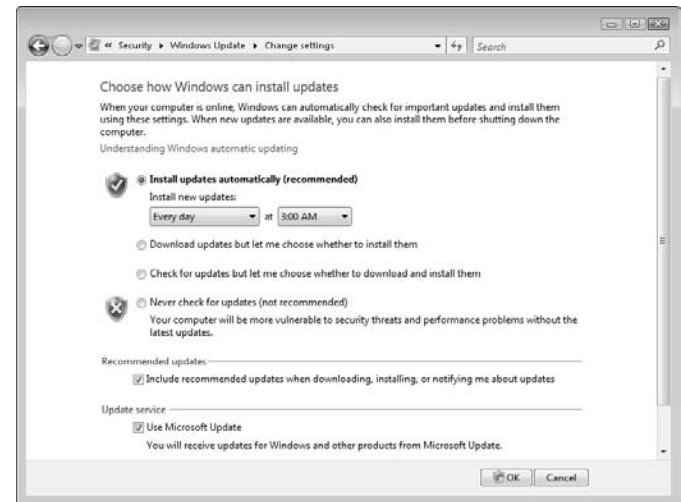 « Security ▸ Windows Update ▸ Change settings
Search
Choose how Windows can install updates
When your computer is online, Windows can automatically check for important updates and install them
using these settings. When new updates are available, you can also install them before shutting down the
computer.
Understanding Windows automatic updating
Install updates automatically (recommended)
Install new updates:
Every day at 3:00 AM
Download updates but let me choose whether to install them
Check for updates but let me choose whether to download and install them
Never check for updates (not recommended)
Your computer will be more vulnerable to security threats and performance problems without the
latest updates.
Recommended updates
Include recommended updates when downloading, installing, or notifying me about updates
Update service
Use Microsoft Update
You will receive updates for Windows and other products from Microsoft Update.
OK Cancel